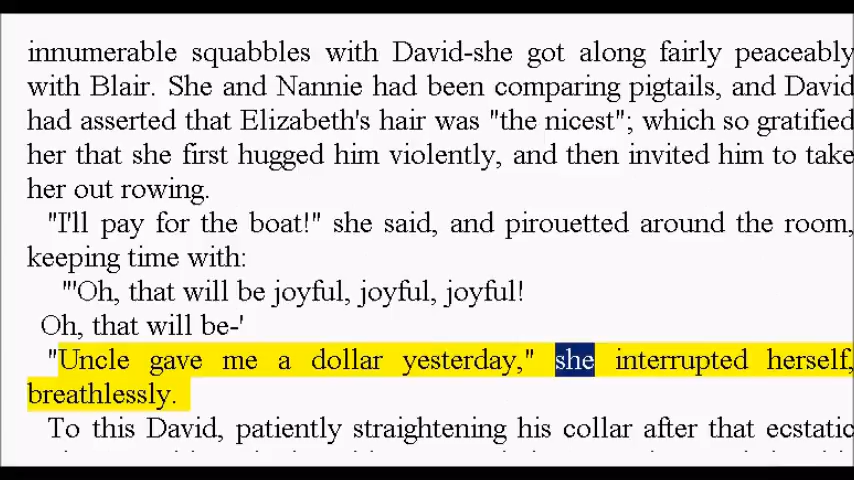 innumerable squabbles with David-she got along fairly peaceably
with Blair. She and Nannie had been comparing pigtails, and David
had asserted that Elizabeth's hair was "the nicest"; which so gratified
her that she first hugged him violently, and then invited him to take
her out rowing.
"I'll pay for the boat!" she said, and pirouetted around the room,
keeping time with:
"'Oh, that will be joyful, joyful, joyful!
Oh, that will be-'
"Uncle gave me a dollar yesterday," she interrupted herself,
breathlessly.
To this David, patiently straightening his collar after that ecstatic